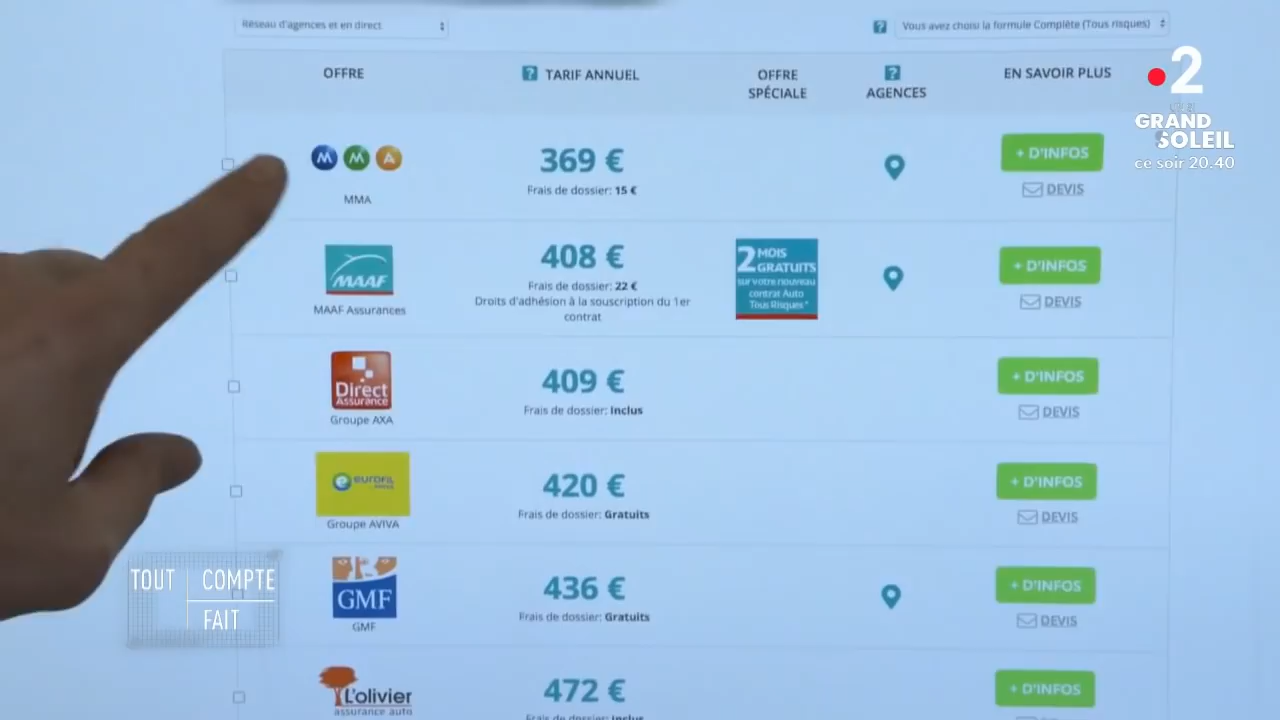 Réseau d'agences et en direct
? Vous avez choisi la formule Complète (Tous risques)
OFFRE
? TARIF ANNUEL
OFFRE
SPÉCIALE
?
AGENCES
EN SAVOIR PLUS
2
GRAND
SOLEIL
ce soir 20.40
M M A
MMA
369 €
Frais de dossier: 15 €
+ D'INFOS
DEVIS
MAAF
MAAF Assurances
408 €
Frais de dossier: 22 €
Droits d'adhésion à la souscription du 1er
contrat
2 MOIS
GRATUITS
sur votre nouveau
contrat Auto
Tous Risques*
+ D'INFOS
DEVIS
Direct
Assurance
Groupe AXA
409 €
Frais de dossier: Inclus
+ D'INFOS
DEVIS
eurofil
Groupe AVIVA
420 €
Frais de dossier: Gratuits
+ D'INFOS
DEVIS
GMF
GMF
436 €
Frais de dossier: Gratuits
+ D'INFOS
DEVIS
TOUT COMPTE
FAIT
L'olivier
assurance auto
472 €
Frais de dossier: Inclus
+ D'INFOS